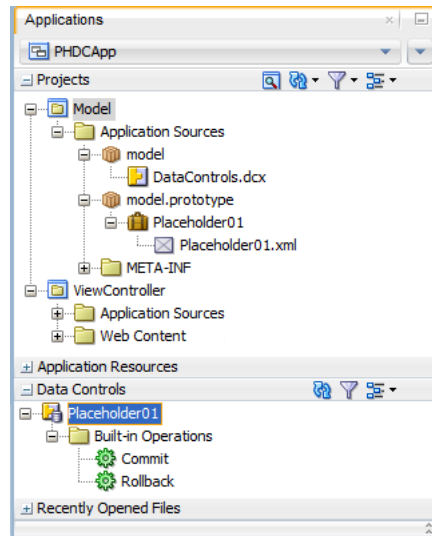 Applications
PHDCApp
Projects
Model
Application Sources
model
DataControls.dcx
model.prototype
Placeholder01
Placeholder01.xml
META-INF
ViewController
Application Sources
Web Content
Application Resources
Data Controls
Placeholder01
Built-in Operations
Commit
Rollback
Recently Opened Files